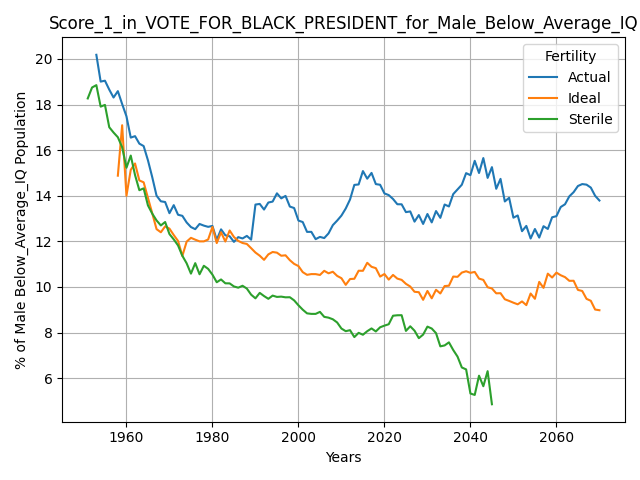 Score_1_in_VOTE_FOR_BLACK_PRESIDENT_for_Male_Below_Average_IQ
% of Male Below_Average_IQ Population
20
18
16
14
12
10
8
6
Fertility
Actual
Ideal
Sterile
1960 1980 2000 2020 2040 2060
Years